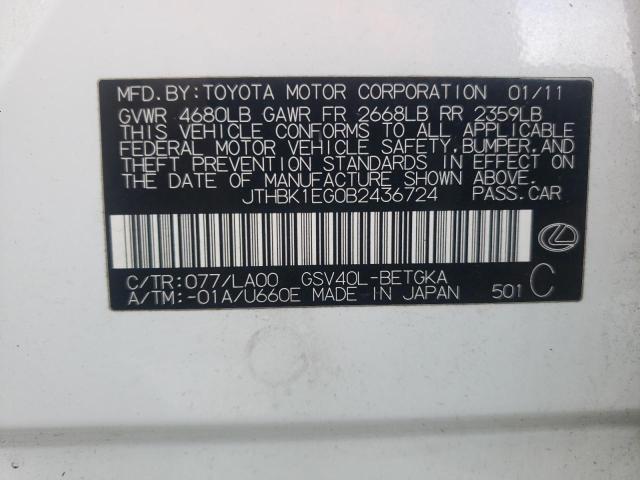 MFD.BY:TOYOTA MOTOR CORPORATION 01/11
GVWR 4680LB GAWR FR 2668LB RR 2359LB
THIS VEHICLE CONFORMS TO ALL APPLICABLE
FEDERAL MOTOR VEHICLE SAFETY,BUMPER,AND
THEFT PREVENTION STANDARDS IN EFFECT ON
THE DATE OF MANUFACTURE SHOWN ABOVE.
JTHBK1EG0B2436724 PASS.CAR
C/TR:077/LA00 GSV40L-BETGKA
A/TM:-01A/U660E MADE IN JAPAN 501 C